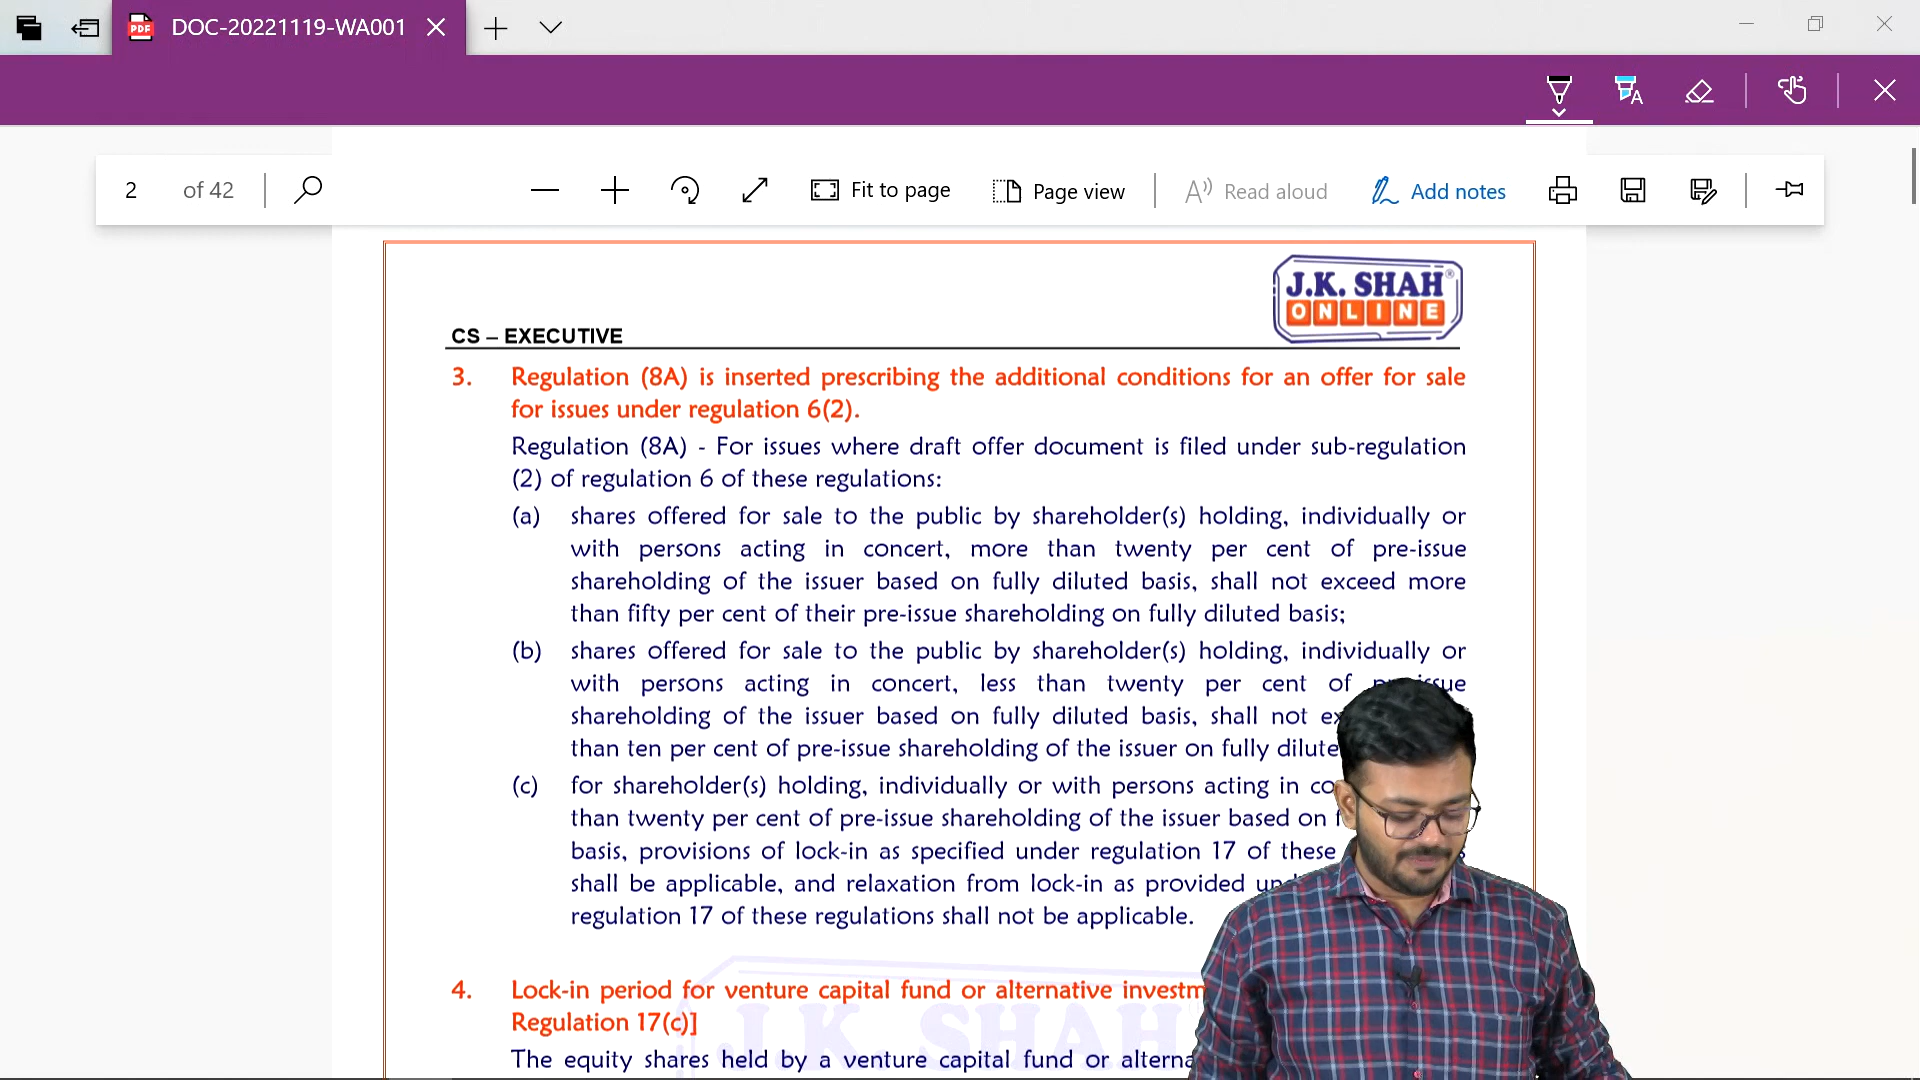 DOC-20221119-WA001
PDF
2 of 42
Fit to page
Page view
Read aloud
Add notes
J.K. SHAH®
ONLINE
CS – EXECUTIVE
3. Regulation (8A) is inserted prescribing the additional conditions for an offer for sale
for issues under regulation 6(2).
Regulation (8A) - For issues where draft offer document is filed under sub-regulation
(2) of regulation 6 of these regulations:
(a) shares offered for sale to the public by shareholder(s) holding, individually or
with persons acting in concert, more than twenty per cent of pre-issue
shareholding of the issuer based on fully diluted basis, shall not exceed more
than fifty per cent of their pre-issue shareholding on fully diluted basis;
(b) shares offered for sale to the public by shareholder(s) holding, individually or
with persons acting in concert, less than twenty per cent of
shareholding of the issuer based on fully diluted basis, shall not
than ten per cent of pre-issue shareholding of the issuer on fully
(c) for shareholder(s) holding, individually or with persons acting in
than twenty per cent of pre-issue shareholding of the issuer based on
basis, provisions of lock-in as specified under regulation 17 of these
shall be applicable, and relaxation from lock-in as provided
regulation 17 of these regulations shall not be applicable.
4. Lock-in period for venture capital fund or alternative
Regulation 17(c)]
The equity shares held by a venture capital fund or
J.K. SHAH